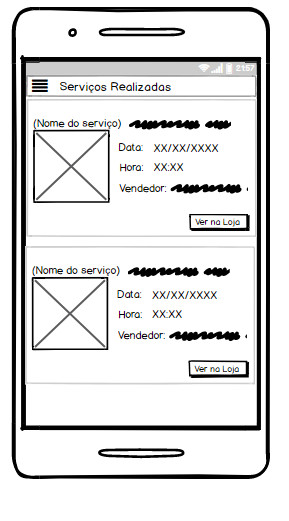 2:57
Serviços Realizadas
(Nome do serviço)
Data: XX/XX/XXXX
Hora: XX:XX
Vendedor:
Ver na Loja
(Nome do serviço)
Data: XX/XX/XXXX
Hora: XX:XX
Vendedor:
Ver na Loja